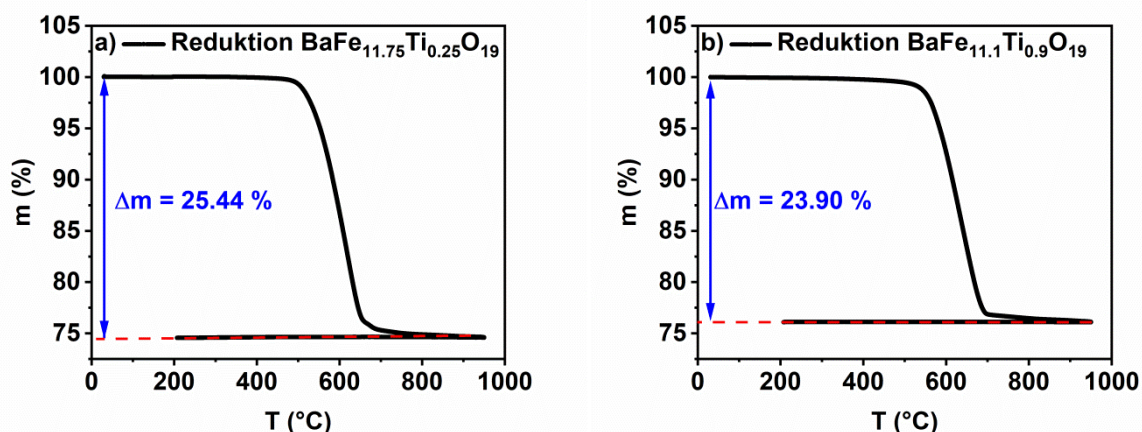 a) Reduktion BaFe₁₁.₇₅Ti₀.₂₅O₁₉
105
100
95
90
85
80
75
m (%)
Δm = 25.44 %
0 200 400 600 800 1000
T (°C)
b) Reduktion BaFe₁₁.₁Ti₀.₉O₁₉
105
100
95
90
85
80
75
m (%)
Δm = 23.90 %
0 200 400 600 800 1000
T (°C)